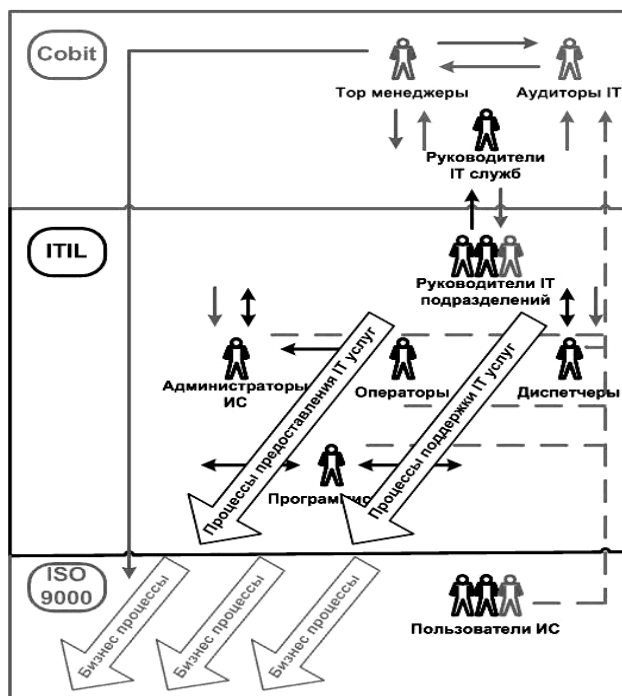 Cobit
Top менеджеры
Аудиторы IT
Руководители
IT служб
ITIL
Руководители IT
подразделений
Администраторы
ИС
Операторы
Диспетчеры
Процессы предоставления IT услуг
Процессы поддержки IT услуг
ISO
9000
Бизнес процессы
Бизнес процессы
Бизнес процессы
Пользователи ИС